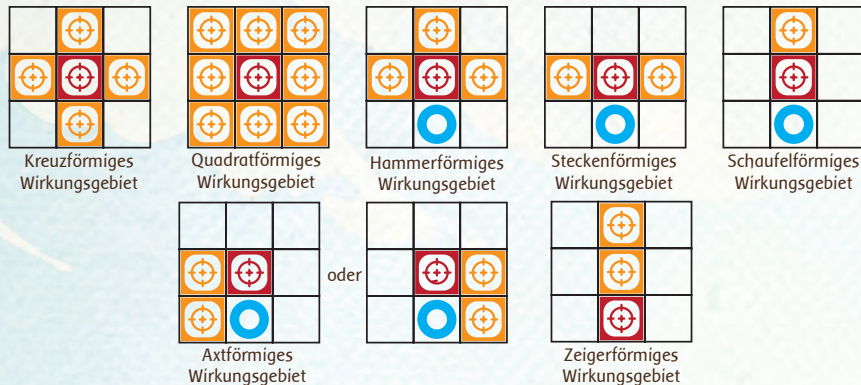 Kreuzförmiges
Wirkungsgebiet
Quadratförmiges
Wirkungsgebiet
Hammerförmiges
Wirkungsgebiet
Steckenförmiges
Wirkungsgebiet
Schaufelförmiges
Wirkungsgebiet
oder
Axtförmiges
Wirkungsgebiet
Zeigerförmiges
Wirkungsgebiet